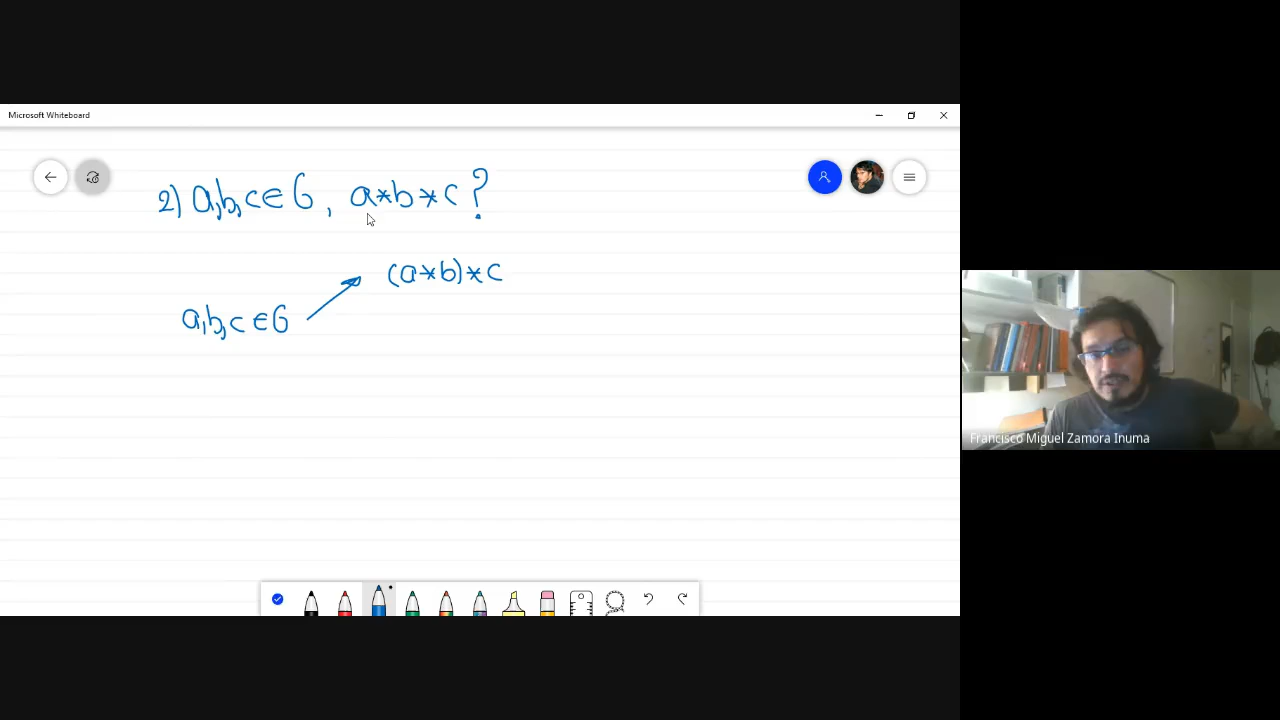 Microsoft Whiteboard
2) a,b,c ∈ G, a*b*c ?
(a*b)*c
a,b,c ∈ G
Francisco Miguel Zamora Inuma